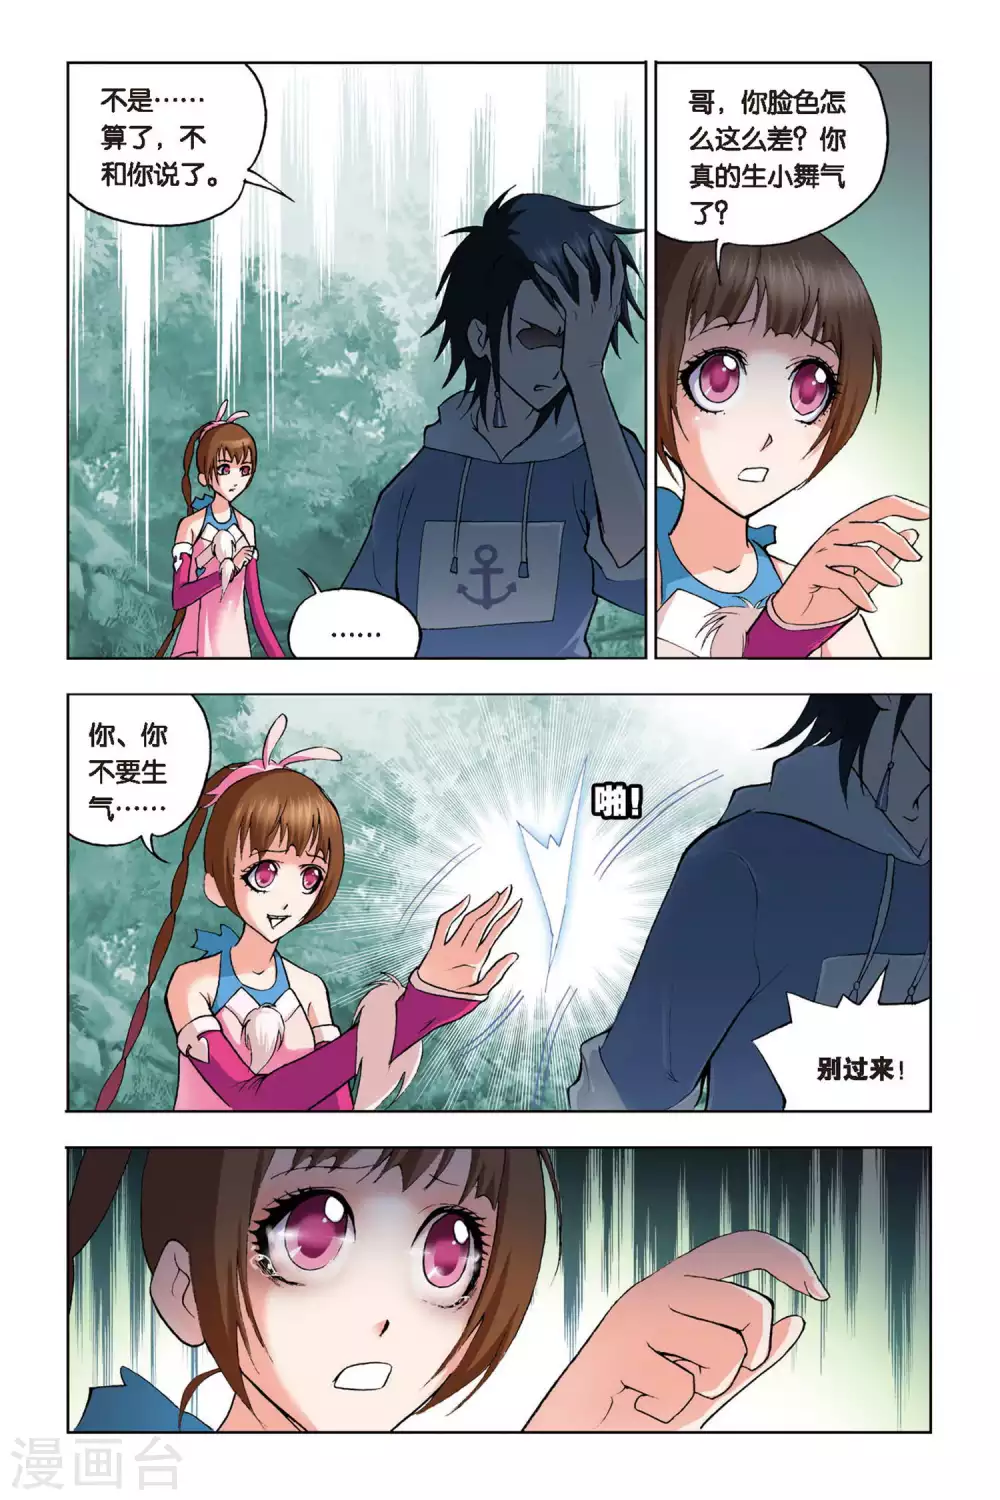 不是……
算了，不
和你说了。
……
哥，你脸色怎
么这么差？你
真的生小舞气
了？
你、你
不要生
气……
啪！
别过来！
漫画台